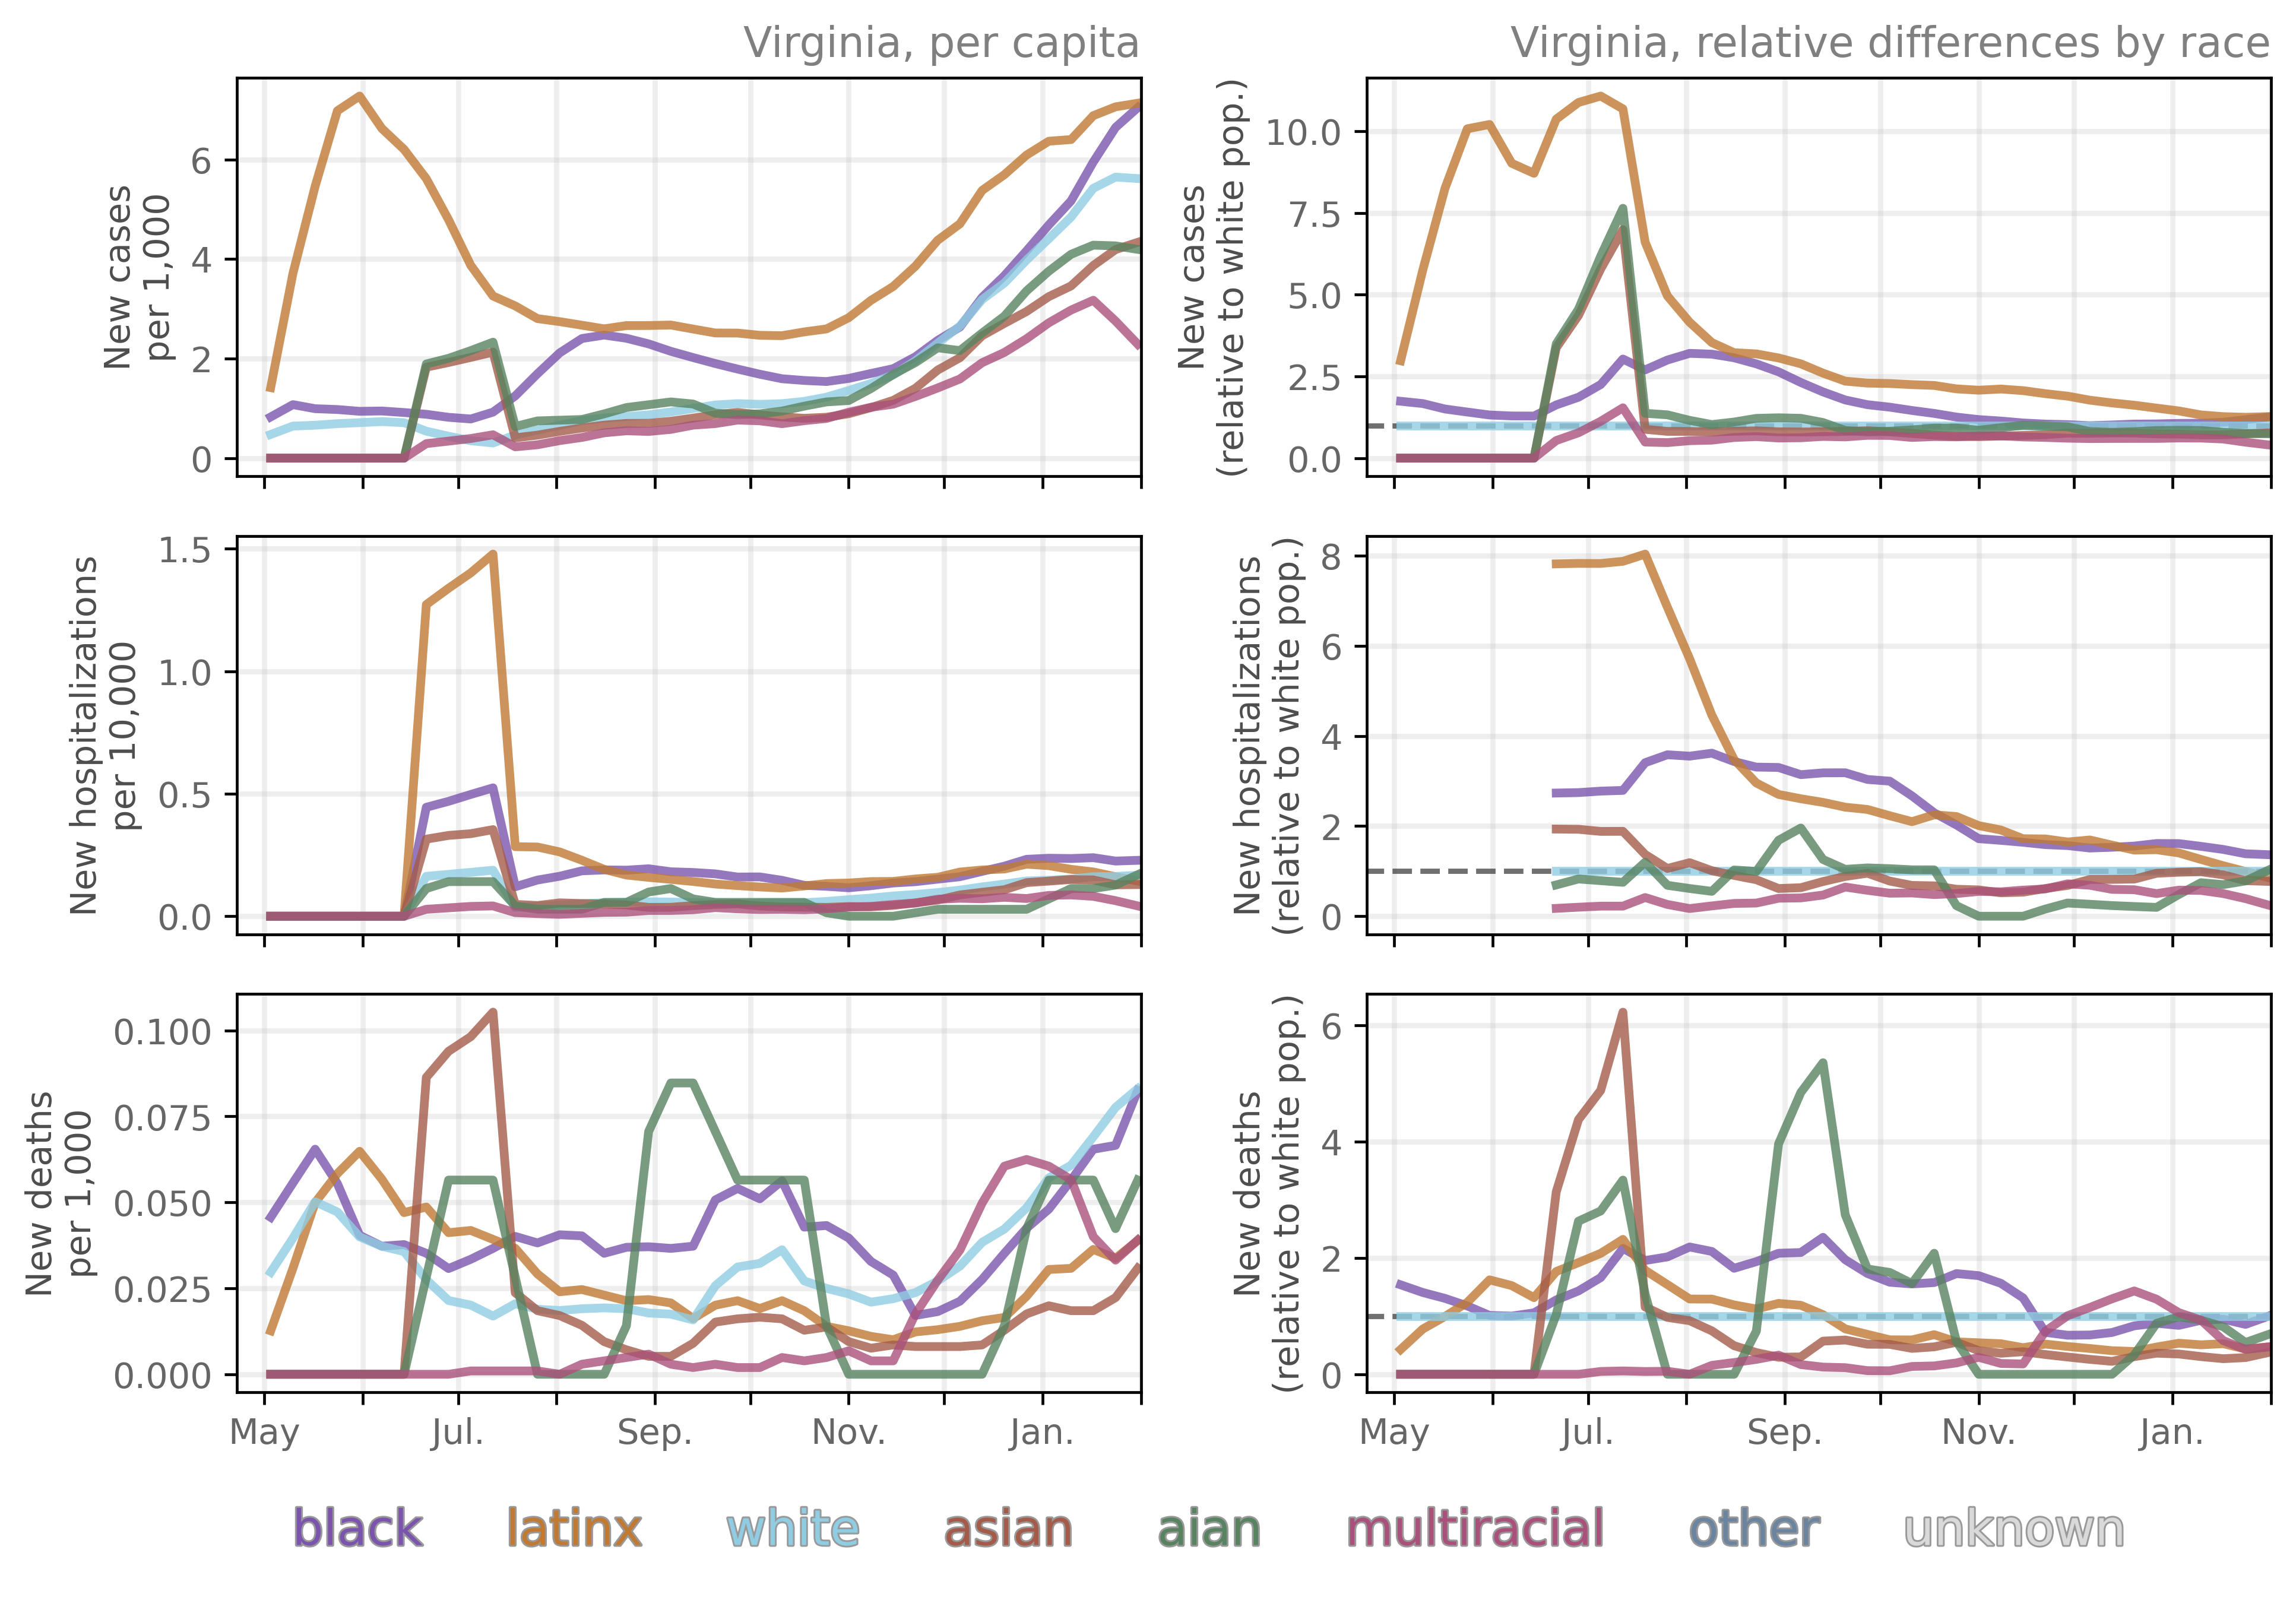 Virginia, per capita
Virginia, relative differences by race
New cases
per 1,000
6
4
2
0
New cases
(relative to white pop.)
10.0
7.5
5.0
2.5
0.0
New hospitalizations
per 10,000
1.5
1.0
0.5
0.0
New hospitalizations
(relative to white pop.)
8
6
4
2
0
New deaths
per 1,000
0.100
0.075
0.050
0.025
0.000
New deaths
(relative to white pop.)
6
4
2
0
May Jul. Sep. Nov. Jan.
May Jul. Sep. Nov. Jan.
black latinx white asian aian multiracial other unknown